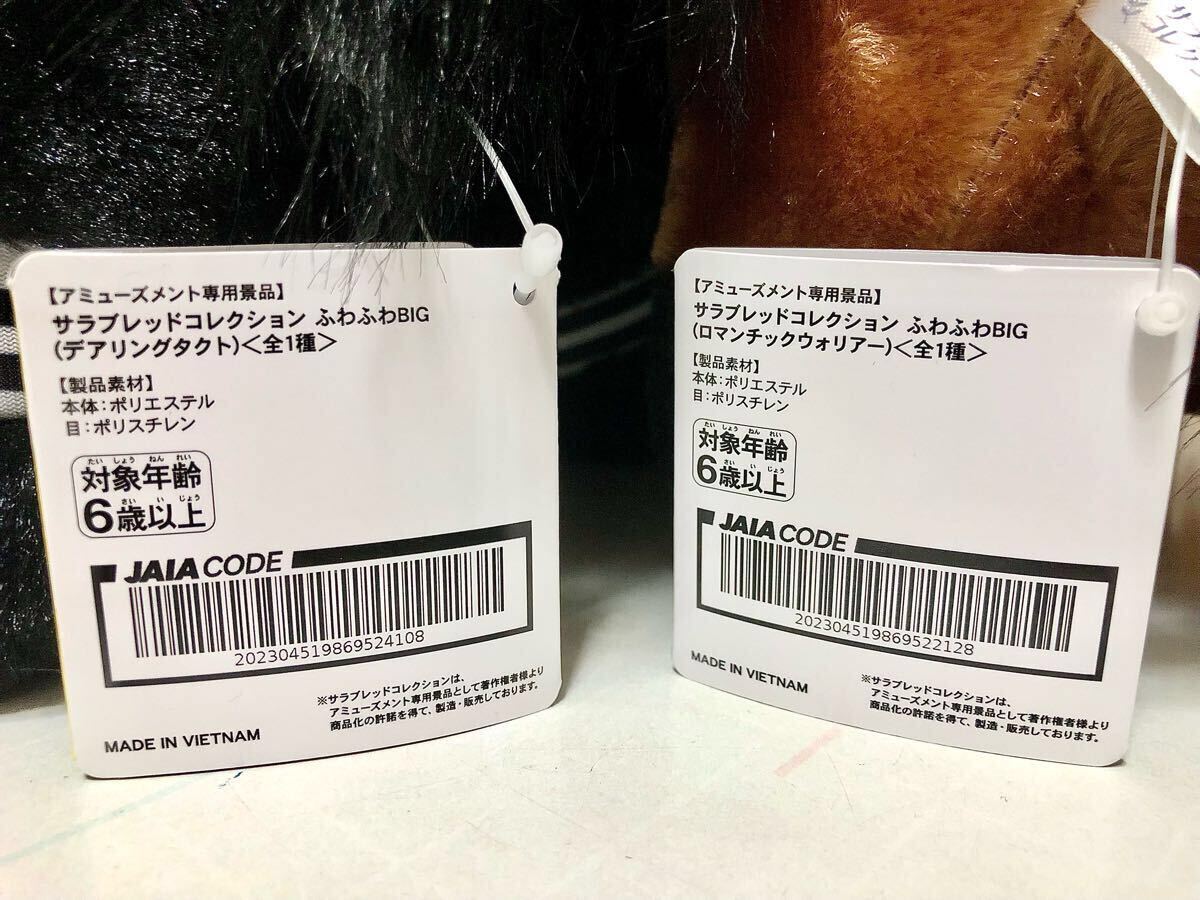 【アミューズメント専用景品】
サラブレッドコレクション ふわふわBIG
(デアリングタクト)<全1種>
【製品素材】
本体:ポリエステル
目:ポリスチレン
たいしょうねんれい
対象年齢
さいいじょう
6歳以上
JAIA CODE
202304519869524108
※サラブレッドコレクションは、
アミューズメント専用景品として著作権者様より
商品化の許諾を得て、製造・販売しております。
MADE IN VIETNAM
【アミューズメント専用景品】
サラブレッドコレクション ふわふわBIG
(ロマンチックウォリアー)<全1種>
【製品素材】
本体:ポリエステル
目:ポリスチレン
たいしょうねんれい
対象年齢
さいいじょう
6歳以上
JAIA CODE
202304519869522128
MADE IN VIETNAM
※サラブレッドコレクションは、
アミューズメント専用景品として著作権者様より
商品化の許諾を得て、製造・販売しております。